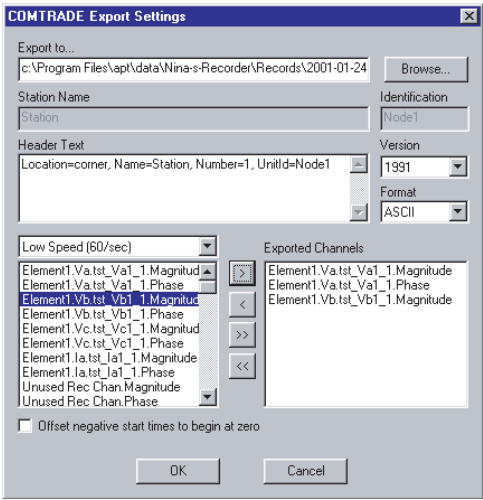 COMTRADE Export Settings
Export to...
c:\Program Files\apt\data\Nina-s-Recorder\Records\2001-01-24
Browse...
Station Name
Identification
Station
Node1
Header Text
Version
Location=corner, Name=Station, Number=1, UnitId=Node1
1991
Format
ASCII
Low Speed (60/sec)
Exported Channels
Element1.Va.tst_Va1_1.Magnitud
Element1.Va.tst_Va1_1.Phase
Element1.Vb.tst_Vb1_1.Magnitud
Element1.Vb.tst_Vb1_1.Phase
Element1.Vc.tst_Vc1_1.Magnitud
Element1.Vc.tst_Vc1_1.Phase
Element1.Ia.tst_Ia1_1.Magnitude
Element1.Ia.tst_Ia1_1.Phase
Unused Rec Chan.Magnitude
Unused Rec Chan.Phase
>
<
>>
<<
Element1.Va.tst_Va1_1.Magnitude
Element1.Va.tst_Va1_1.Phase
Element1.Vb.tst_Vb1_1.Magnitude
Offset negative start times to begin at zero
OK
Cancel